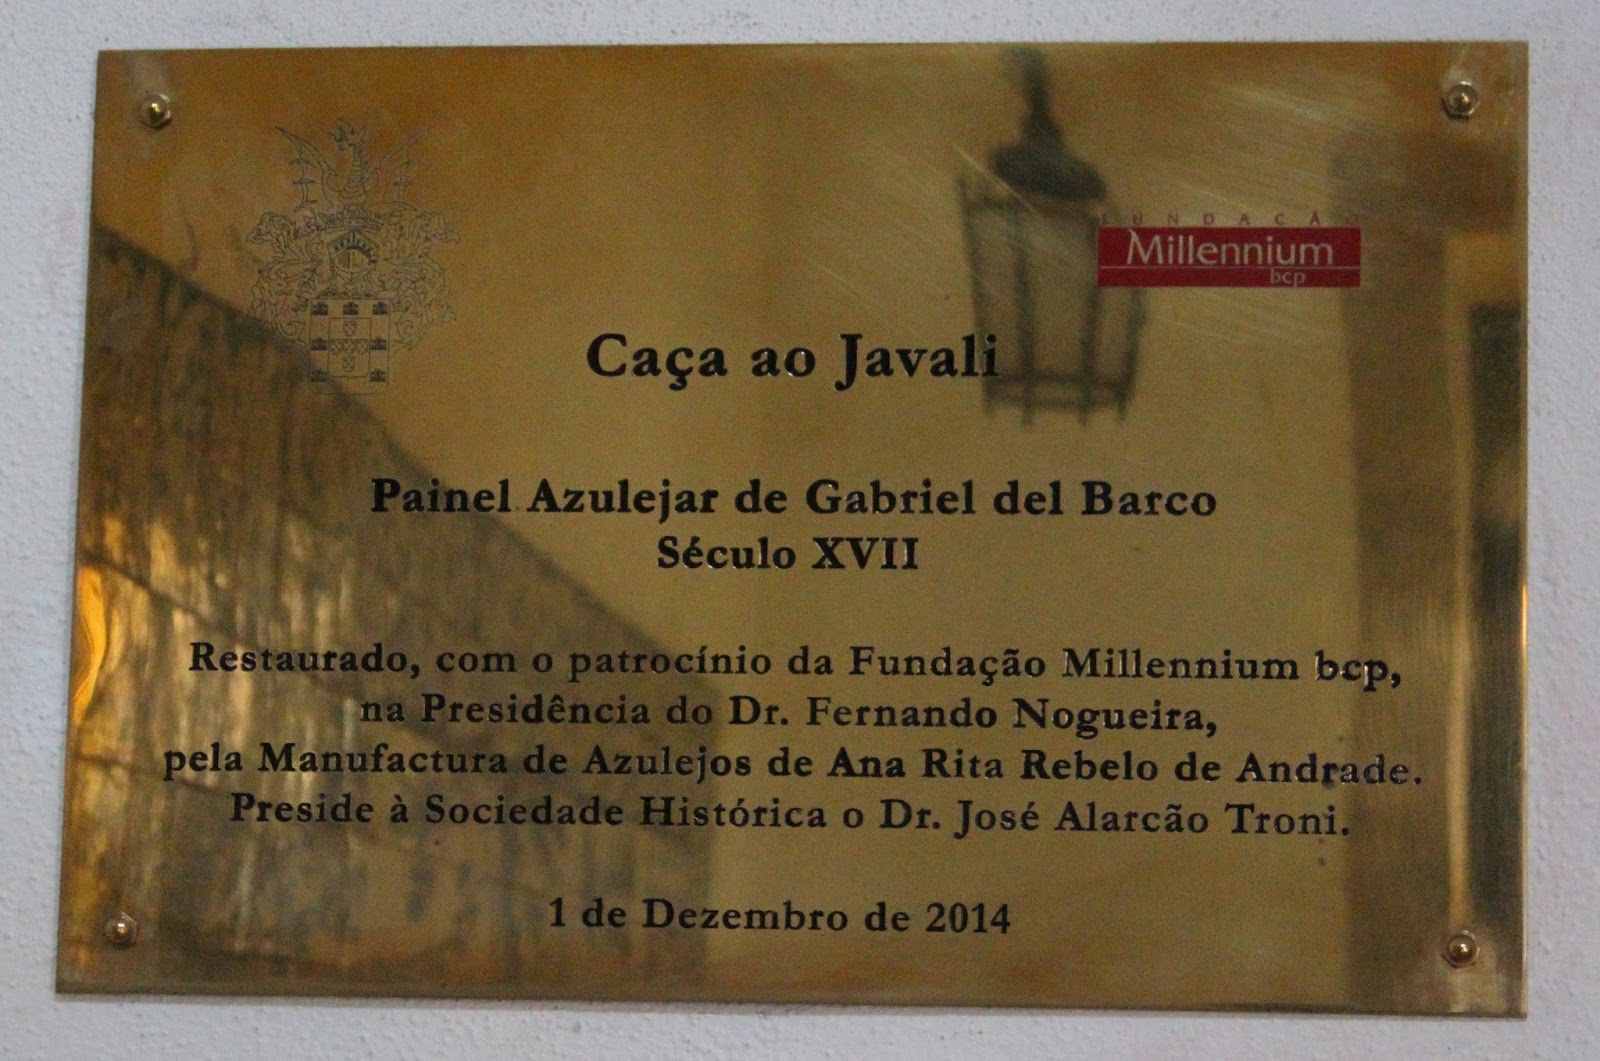 FUNDAÇÃO
Millennium
bcp
Caça ao Javali
Painel Azulejar de Gabriel del Barco
Século XVII
Restaurado, com o patrocínio da Fundação Millennium bcp,
na Presidência do Dr. Fernando Nogueira,
pela Manufactura de Azulejos de Ana Rita Rebelo de Andrade.
Preside à Sociedade Histórica o Dr. José Alarcão Troni.
1 de Dezembro de 2014